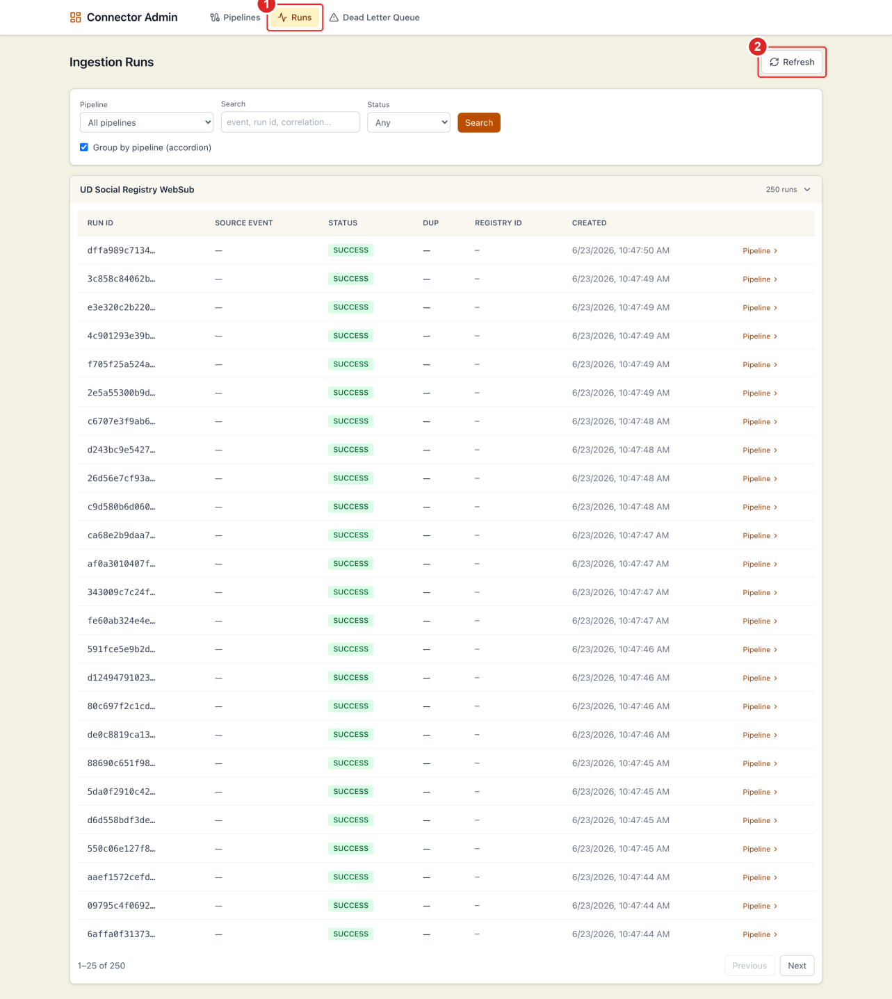 Connector Admin Pipelines 1 Runs Dead Letter Queue
Ingestion Runs
2 Refresh
Pipeline Search Status
All pipelines event, run id, correlation... Any Search
Group by pipeline (accordion)
UD Social Registry WebSub 250 runs
RUN ID SOURCE EVENT STATUS DUP REGISTRY ID CREATED
dffa989c7134… — SUCCESS — – 6/23/2026, 10:47:50 AM Pipeline >
3c858c84062b… — SUCCESS — – 6/23/2026, 10:47:49 AM Pipeline >
e3e320c2b220… — SUCCESS — – 6/23/2026, 10:47:49 AM Pipeline >
4c901293e39b… — SUCCESS — – 6/23/2026, 10:47:49 AM Pipeline >
f705f25a524a… — SUCCESS — – 6/23/2026, 10:47:49 AM Pipeline >
2e5a55300b9d… — SUCCESS — – 6/23/2026, 10:47:49 AM Pipeline >
c6707e3f9ab6… — SUCCESS — – 6/23/2026, 10:47:48 AM Pipeline >
d243bc9e5427… — SUCCESS — – 6/23/2026, 10:47:48 AM Pipeline >
26d56e7cf93a… — SUCCESS — – 6/23/2026, 10:47:48 AM Pipeline >
c9d580b6d060… — SUCCESS — – 6/23/2026, 10:47:48 AM Pipeline >
ca68e2b9daa7… — SUCCESS — – 6/23/2026, 10:47:47 AM Pipeline >
af0a3010407f… — SUCCESS — – 6/23/2026, 10:47:47 AM Pipeline >
343009c7c24f… — SUCCESS — – 6/23/2026, 10:47:47 AM Pipeline >
fe60ab324e4e… — SUCCESS — – 6/23/2026, 10:47:47 AM Pipeline >
591fce5e9b2d… — SUCCESS — – 6/23/2026, 10:47:46 AM Pipeline >
d12494791023… — SUCCESS — – 6/23/2026, 10:47:46 AM Pipeline >
80c697f2c1cd… — SUCCESS — – 6/23/2026, 10:47:46 AM Pipeline >
de0c8819ca13… — SUCCESS — – 6/23/2026, 10:47:46 AM Pipeline >
88690c651f98… — SUCCESS — – 6/23/2026, 10:47:45 AM Pipeline >
5da0f2910c42… — SUCCESS — – 6/23/2026, 10:47:45 AM Pipeline >
d6d558bdf3de… — SUCCESS — – 6/23/2026, 10:47:45 AM Pipeline >
550c06e127f8… — SUCCESS — – 6/23/2026, 10:47:45 AM Pipeline >
aaef1572cefd… — SUCCESS — – 6/23/2026, 10:47:44 AM Pipeline >
09795c4f0692… — SUCCESS — – 6/23/2026, 10:47:44 AM Pipeline >
6affa0f31373… — SUCCESS — – 6/23/2026, 10:47:44 AM Pipeline >
1–25 of 250 Previous Next